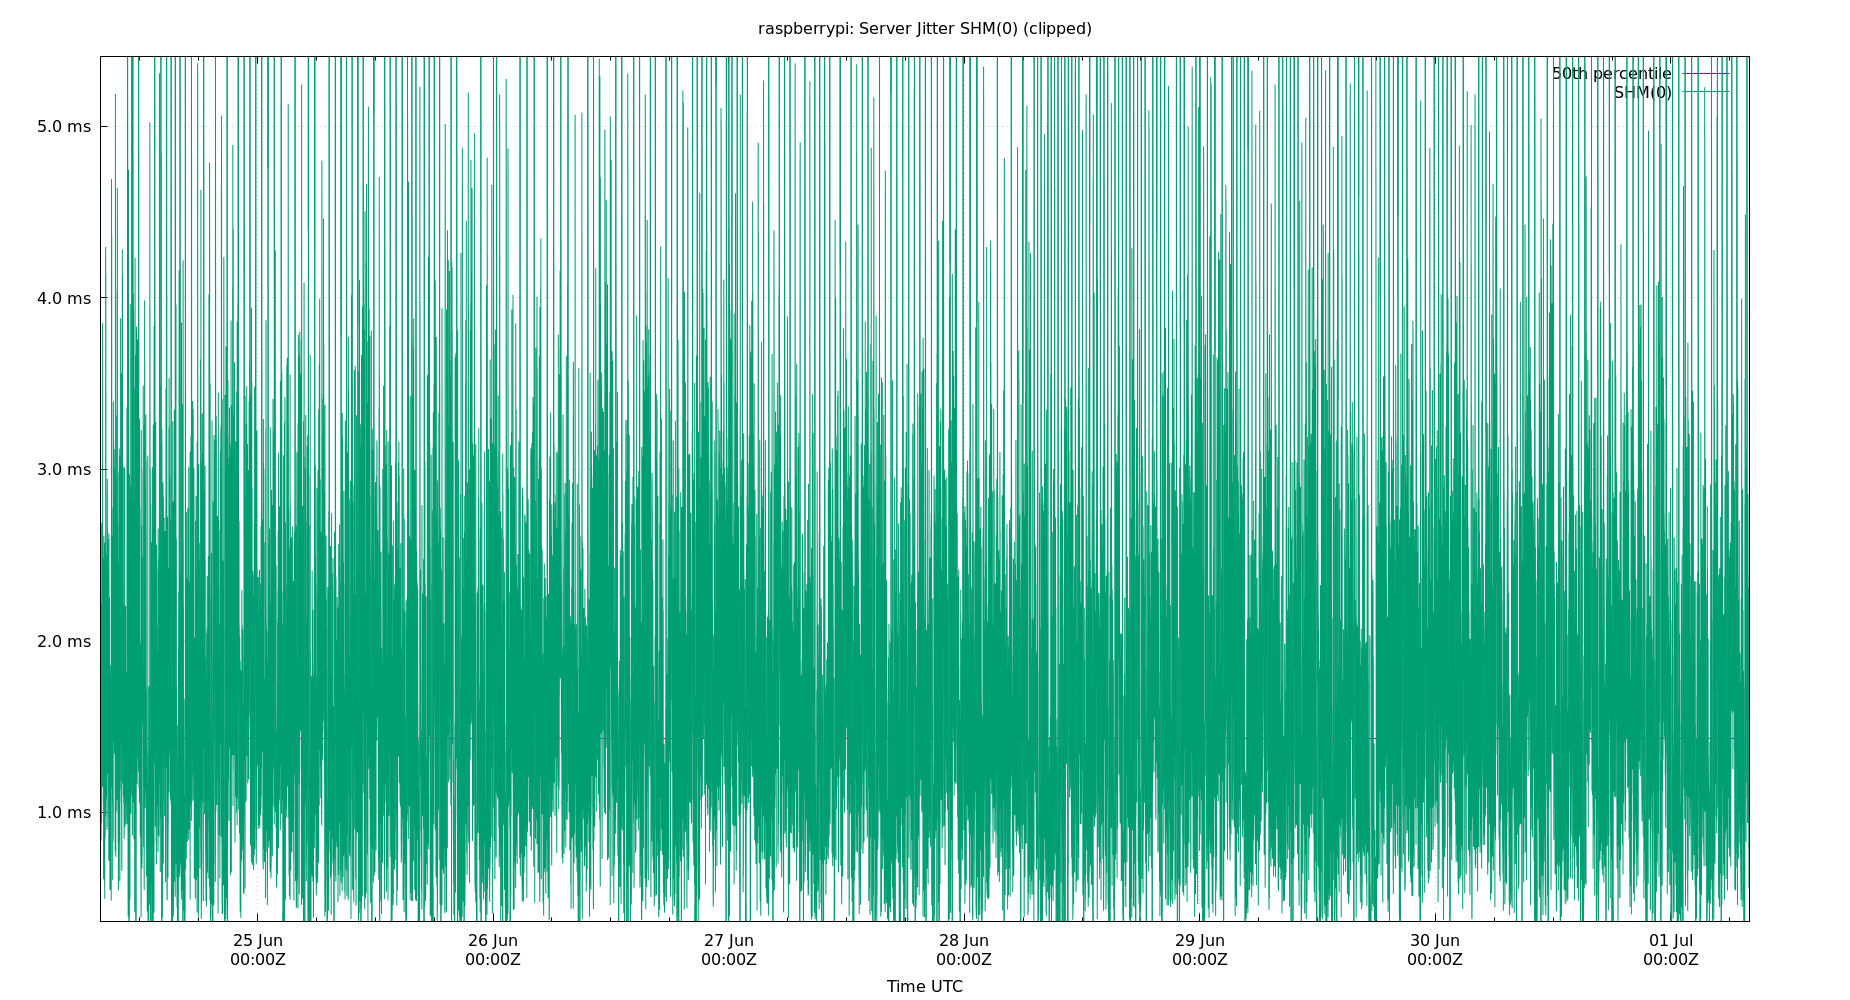 raspberrypi: Server Jitter SHM(0) (clipped)
50th percentile
SHM(0)
5.0 ms
4.0 ms
3.0 ms
2.0 ms
1.0 ms
25 Jun 26 Jun 27 Jun 28 Jun 29 Jun 30 Jun 01 Jul
00:00Z 00:00Z 00:00Z 00:00Z 00:00Z 00:00Z 00:00Z
Time UTC